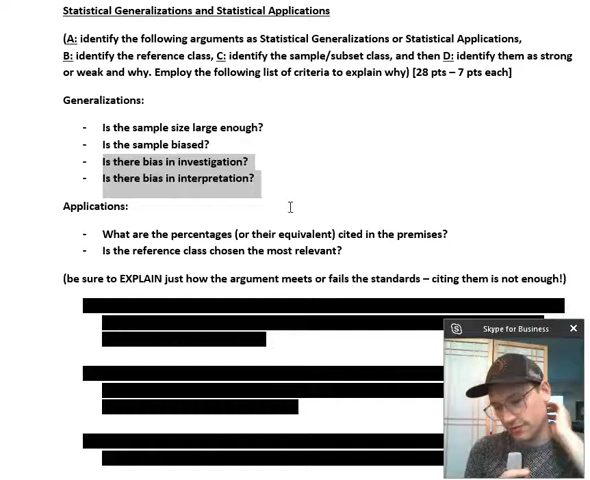 Statistical Generalizations and Statistical Applications
(A: identify the following arguments as Statistical Generalizations or Statistical Applications,
B: identify the reference class, C: identify the sample/subset class, and then D: identify them as strong
or weak and why. Employ the following list of criteria to explain why) [28 pts – 7 pts each]
Generalizations:
- Is the sample size large enough?
- Is the sample biased?
- Is there bias in investigation?
- Is there bias in interpretation?
Applications:
- What are the percentages (or their equivalent) cited in the premises?
- Is the reference class chosen the most relevant?
(be sure to EXPLAIN just how the argument meets or fails the standards – citing them is not enough!)
Skype for Business